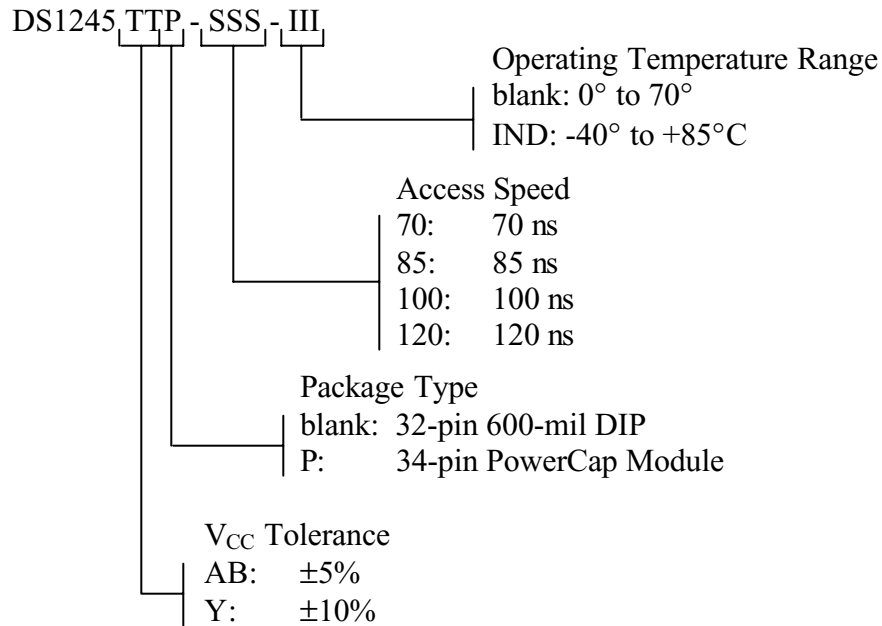 DS1245 TTP - SSS - III
Operating Temperature Range
blank: 0° to 70°
IND: -40° to +85°C
Access Speed
70: 70 ns
85: 85 ns
100: 100 ns
120: 120 ns
Package Type
blank: 32-pin 600-mil DIP
P: 34-pin PowerCap Module
VCC Tolerance
AB: ±5%
Y: ±10%